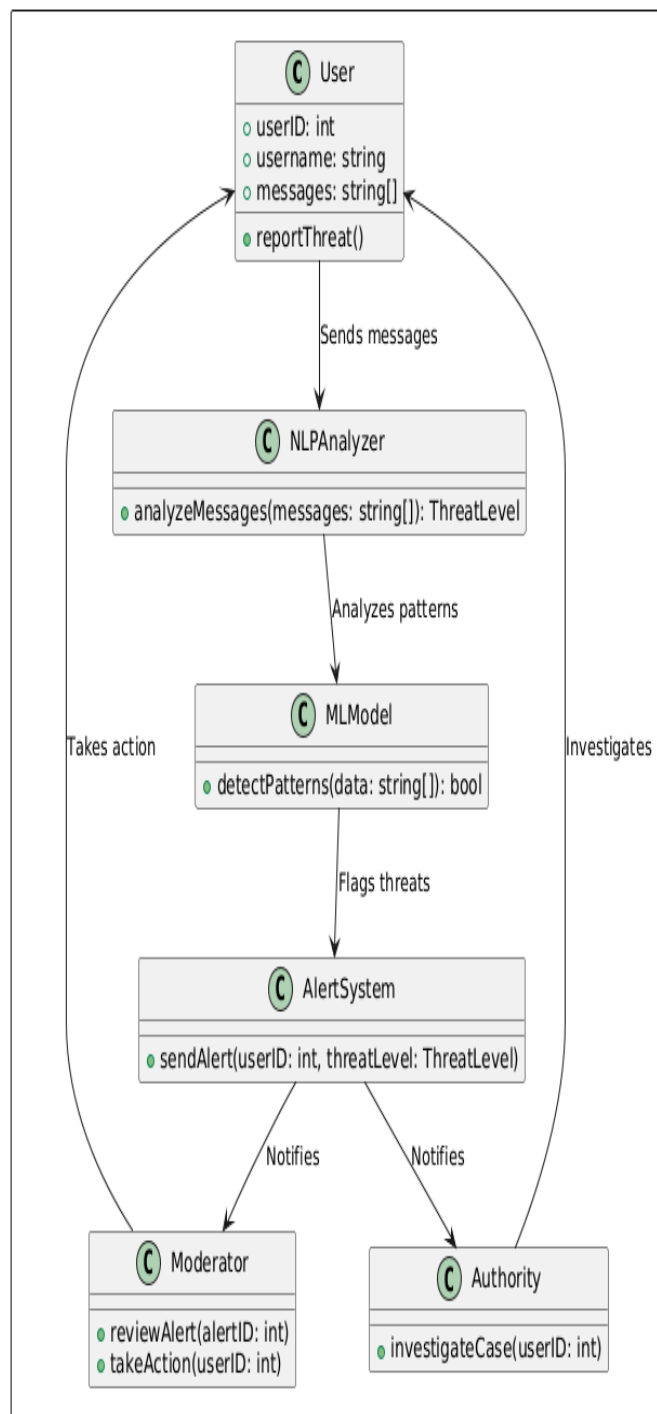 C User
userID: int
username: string
messages: string[]
reportThreat()
Sends messages
C NLPAnalyzer
analyzeMessages(messages: string[]): ThreatLevel
Analyzes patterns
C MLModel
Takes action
Investigates
detectPatterns(data: string[]): bool
Flags threats
C AlertSystem
sendAlert(userID: int, threatLevel: ThreatLevel)
Notifies
Notifies
C Moderator
reviewAlert(alertID: int)
takeAction(userID: int)
C Authority
investigateCase(userID: int)